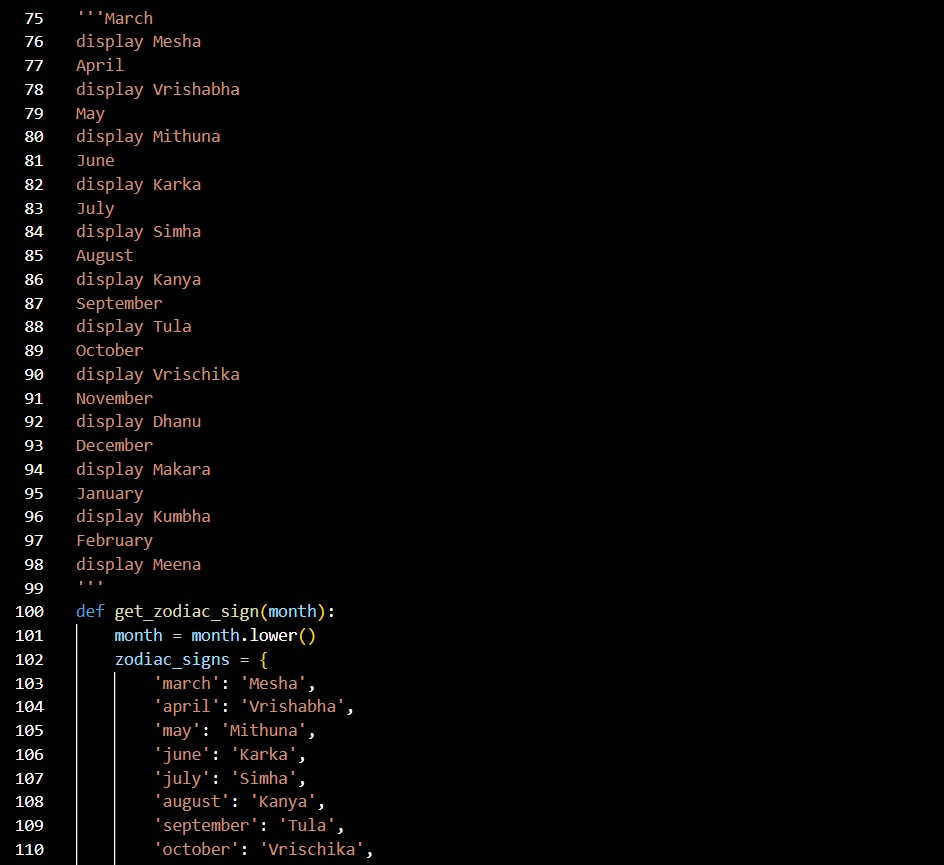 75 '''March
76 display Mesha
77 April
78 display Vrishabha
79 May
80 display Mithuna
81 June
82 display Karka
83 July
84 display Simha
85 August
86 display Kanya
87 September
88 display Tula
89 October
90 display Vrischika
91 November
92 display Dhanu
93 December
94 display Makara
95 January
96 display Kumbha
97 February
98 display Meena
99 '''
100 def get_zodiac_sign(month):
101     month = month.lower()
102     zodiac_signs = {
103         'march': 'Mesha',
104         'april': 'Vrishabha',
105         'may': 'Mithuna',
106         'june': 'Karka',
107         'july': 'Simha',
108         'august': 'Kanya',
109         'september': 'Tula',
110         'october': 'Vrischika',